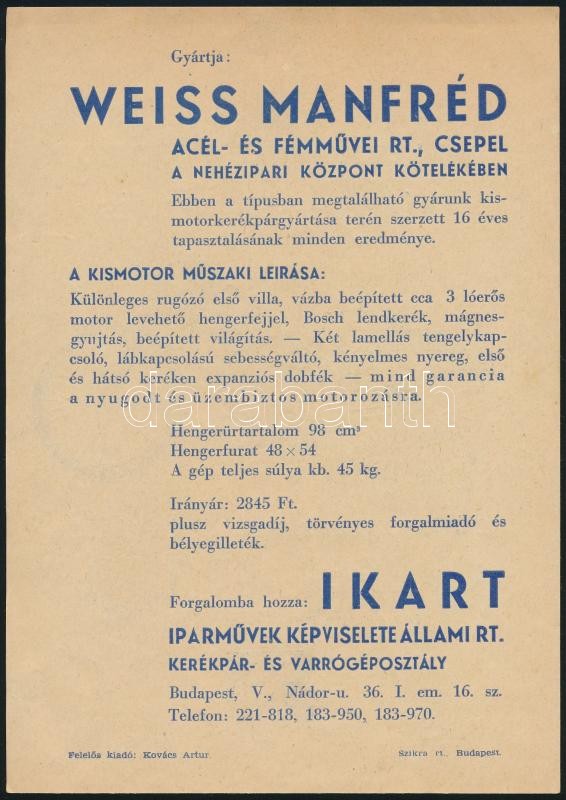 Gyártja:
WEISS MANFRÉD
ACÉL- ÉS FÉMMŰVEI RT., CSEPEL
A NEHÉZIPARI KÖZPONT KÖTELÉKÉBEN
Ebben a típusban megtalálható gyárunk kis-
motorkerékpárgyártása terén szerzett 16 éves
tapasztalásának minden eredménye.
A KISMOTOR MŰSZAKI LEIRÁSA:
Különleges rugózó első villa, vázba beépített cca 3 lóerős
motor levehető hengerfejjel, Bosch lendkerék, mágnes-
gyujtás, beépített világítás. — Két lamellás tengelykap-
csoló, lábkapcsolású sebességváltó, kényelmes nyereg, első
és hátsó keréken expanziós dobfék — mind garancia
a nyugodt és üzembiztos motorozásra.
darabanth
Hengerürtartalom 98 cm³
Hengerfurat 48 × 54
A gép teljes súlya kb. 45 kg.
Irányár: 2845 Ft.
plusz vizsgadíj, törvényes forgalmiadó és
bélyegilleték.
Forgalomba hozza: IKART
IPARMŰVEK KÉPVISELETE ÁLLAMI RT.
KERÉKPÁR- ÉS VARRÓGÉPOSZTÁLY
Budapest, V., Nádor-u. 36. I. em. 16. sz.
Telefon: 221-818, 183-950, 183-970.
Felelős kiadó: Kovács Artur. Szikra rt., Budapest.